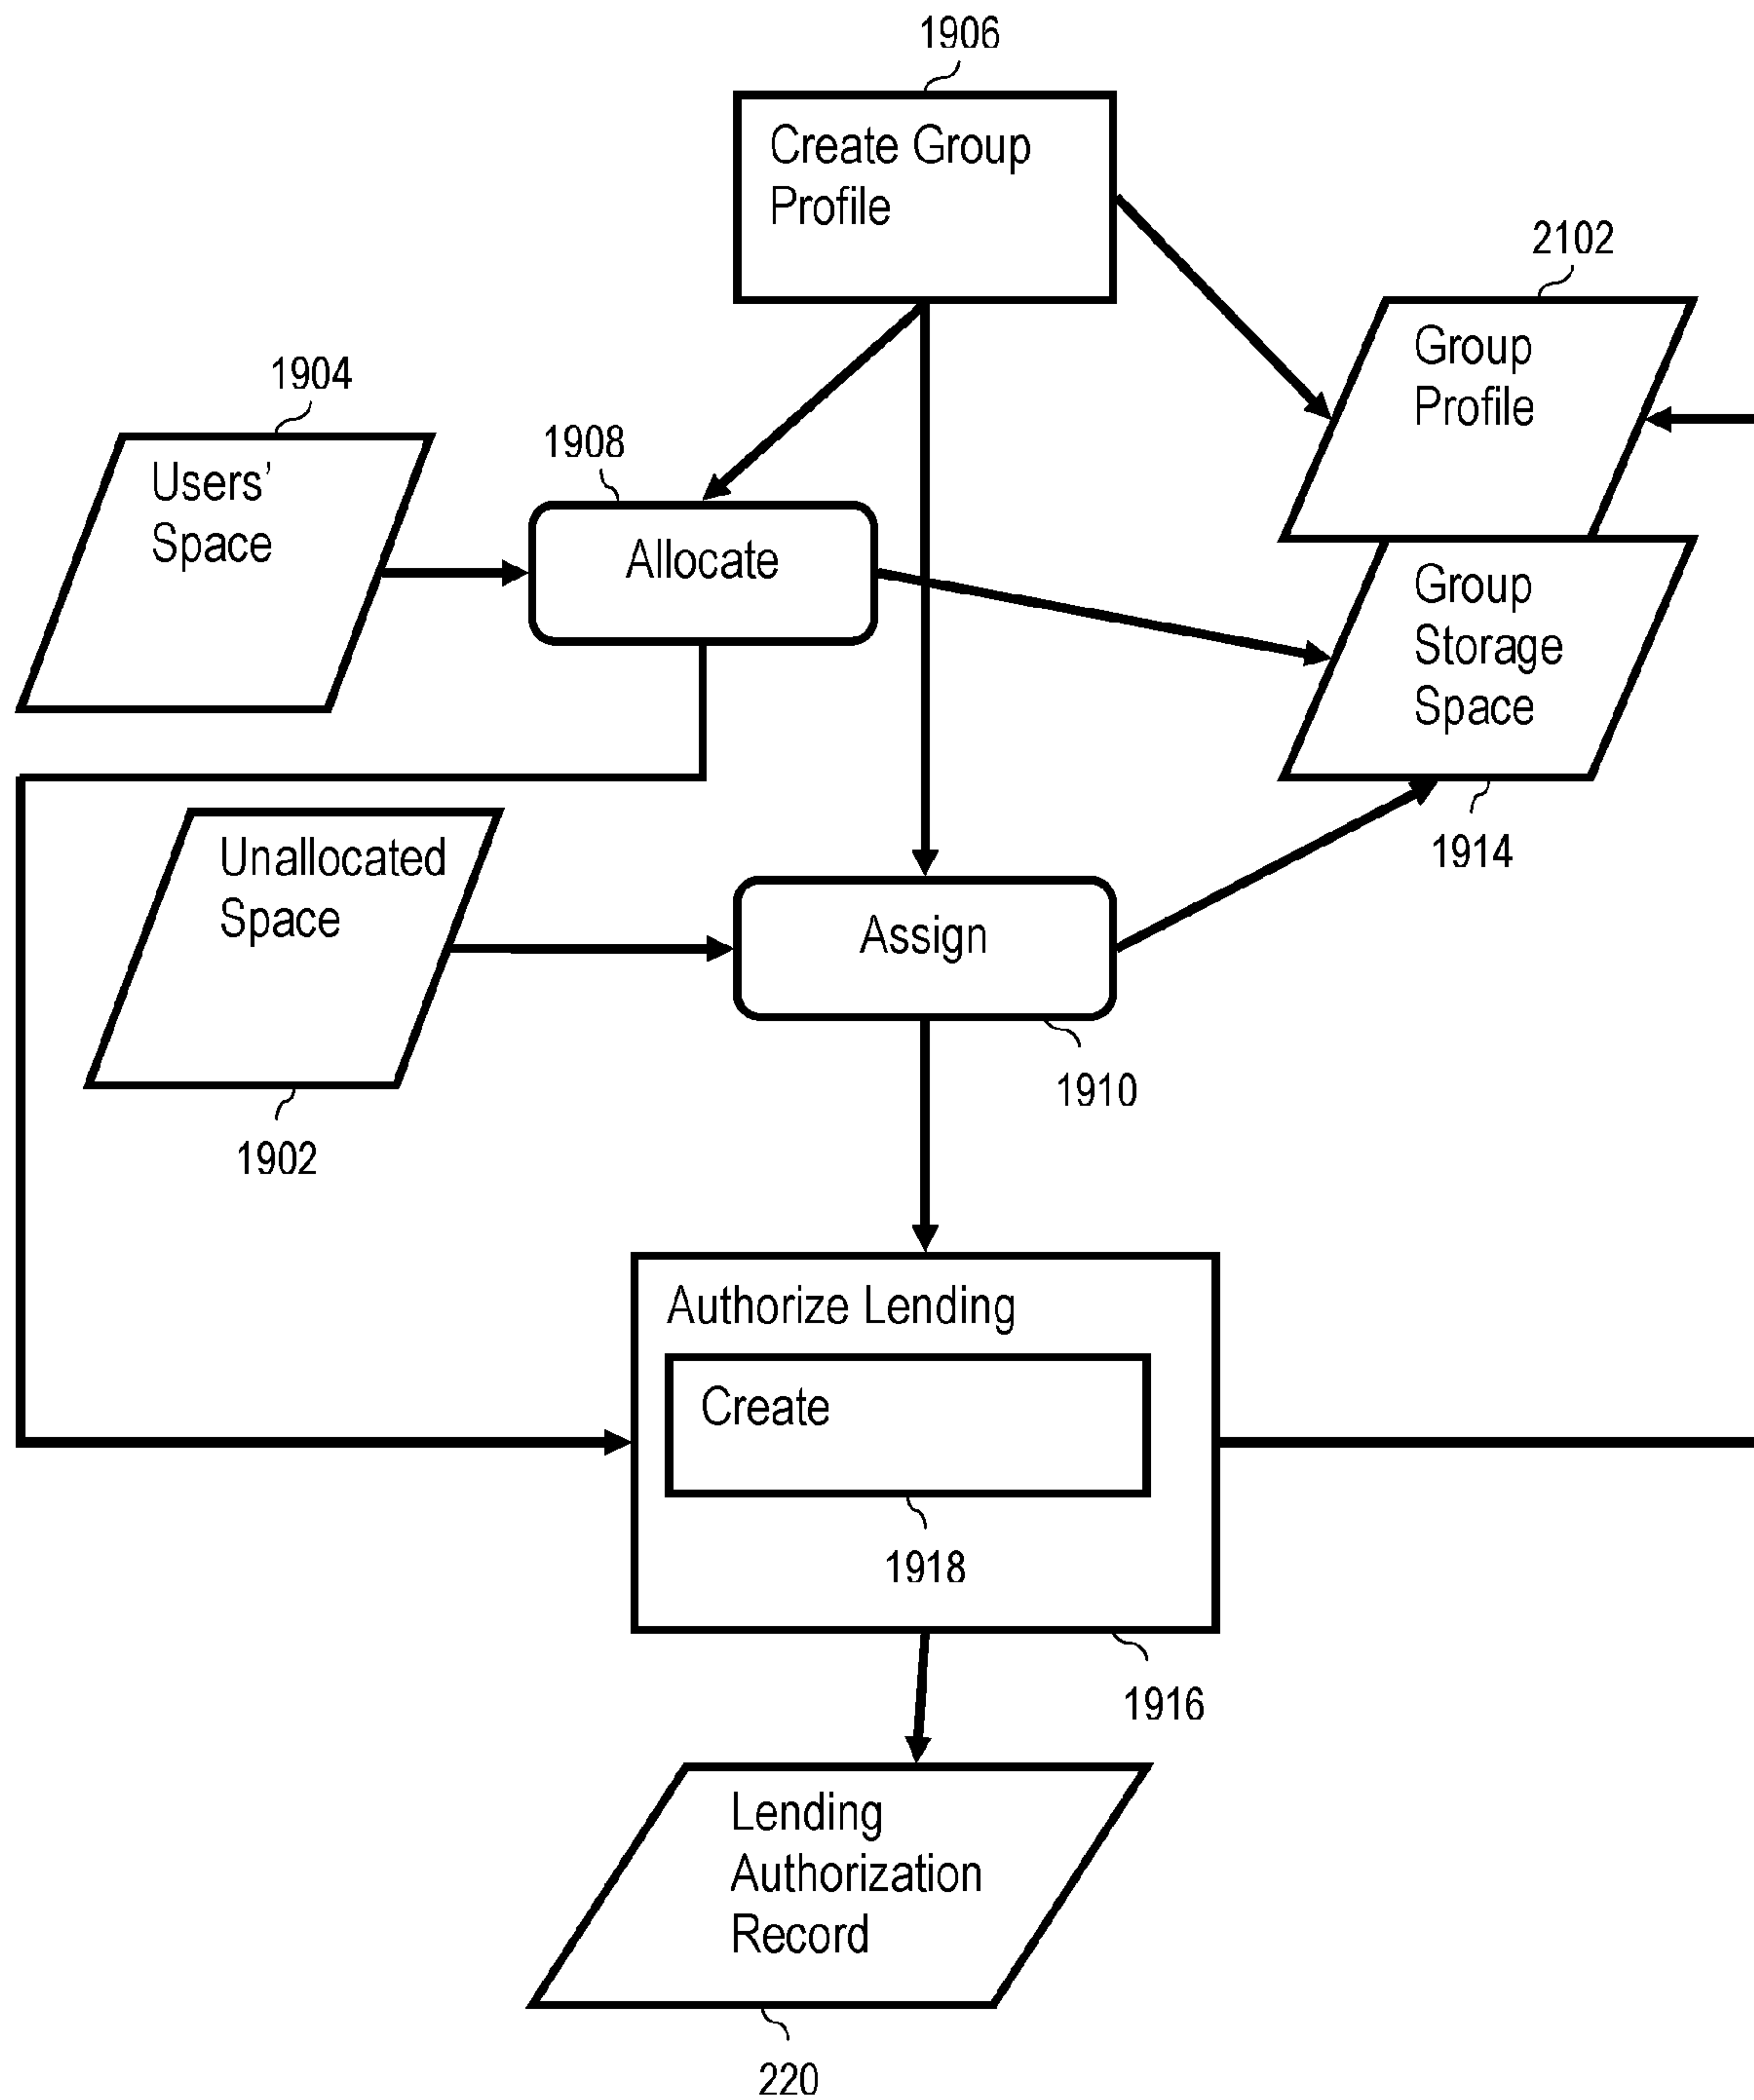 1906
Create Group
Profile
2102
Group
Profile
1904
Users'
Space
1908
Allocate
Group
Storage
Space
1914
Unallocated
Space
1902
Assign
1910
Authorize Lending
Create
1918
1916
Lending
Authorization
Record
220